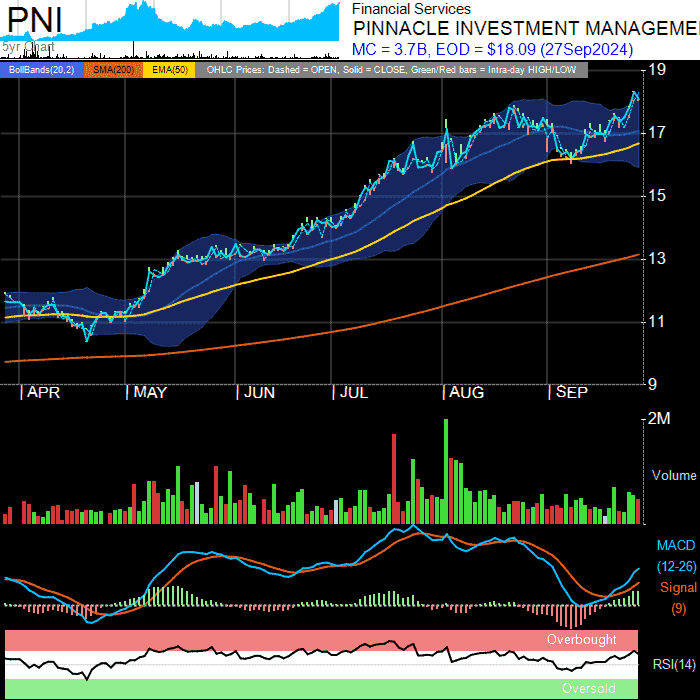 PNI
5yr Chart
Financial Services
PINNACLE INVESTMENT MANAGEME
MC = 3.7B, EOD = $18.09 (27Sep2024)
BollBands(20,2) SMA(200) EMA(50) OHLC Prices: Dashed = OPEN, Solid = CLOSE, Green/Red bars = Intra-day HIGH/LOW
19
17
15
13
11
9
APR MAY JUN JUL AUG SEP
2M
Volume
MACD
(12-26)
Signal
(9)
Overbought
RSI(14)
Oversold